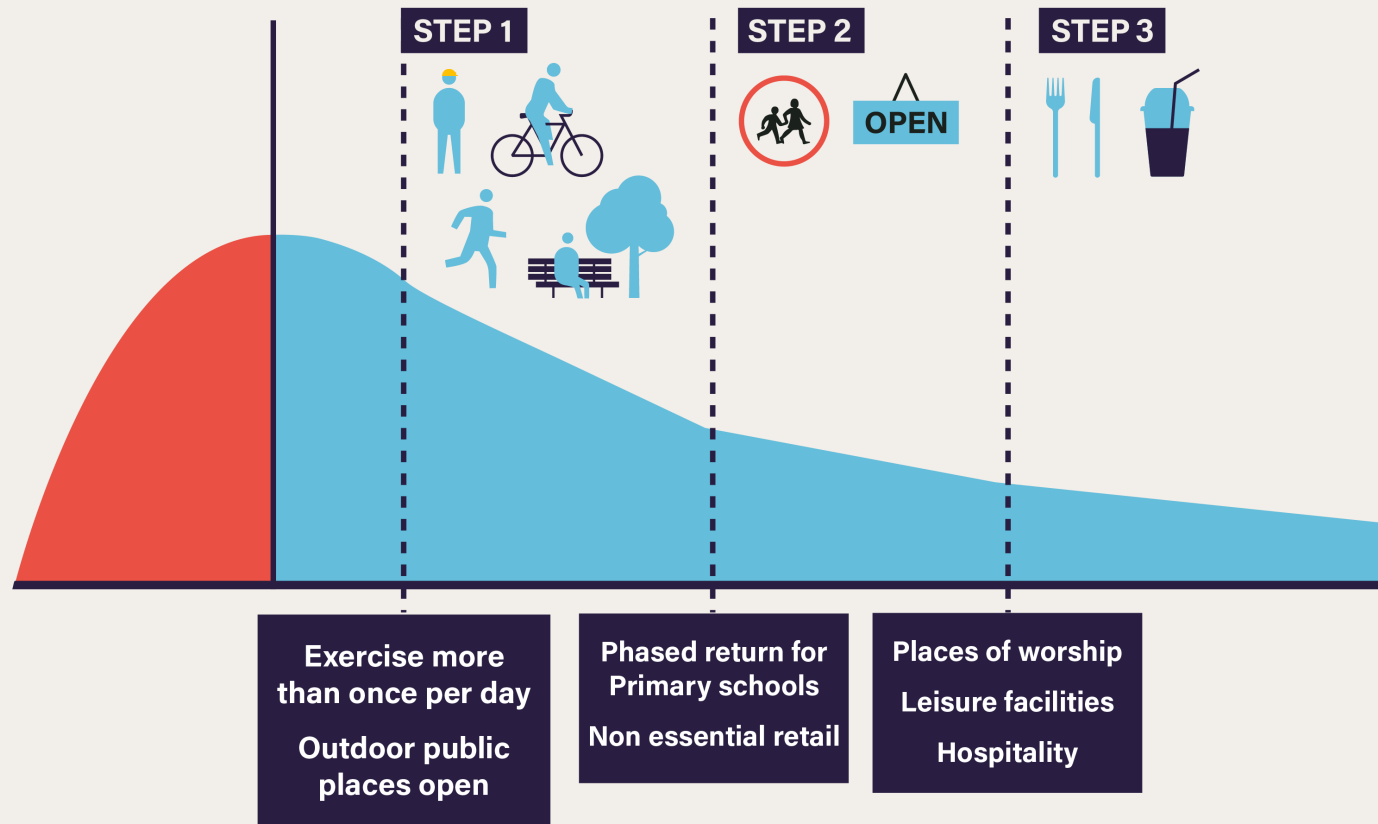 STEP 1
STEP 2
STEP 3
OPEN
Exercise more
than once per day
Outdoor public
places open
Phased return for
Primary schools
Non essential retail
Places of worship
Leisure facilities
Hospitality